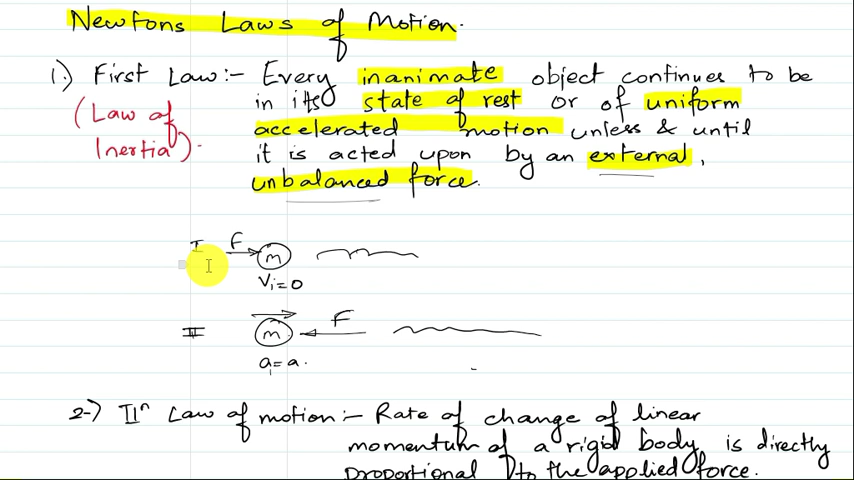 Newtons Laws of Motion.
1.) First Law:- Every inanimate object continues to be
(Law of Inertia).
in its state of rest or of uniform
accelerated motion unless & until
it is acted upon by an external,
unbalanced force.
I F
m
Vi=0
II m F
a1=a.
2-) IIn Law of motion:- Rate of change of linear
momentum of a rigid body is directly
proportional to the applied force.